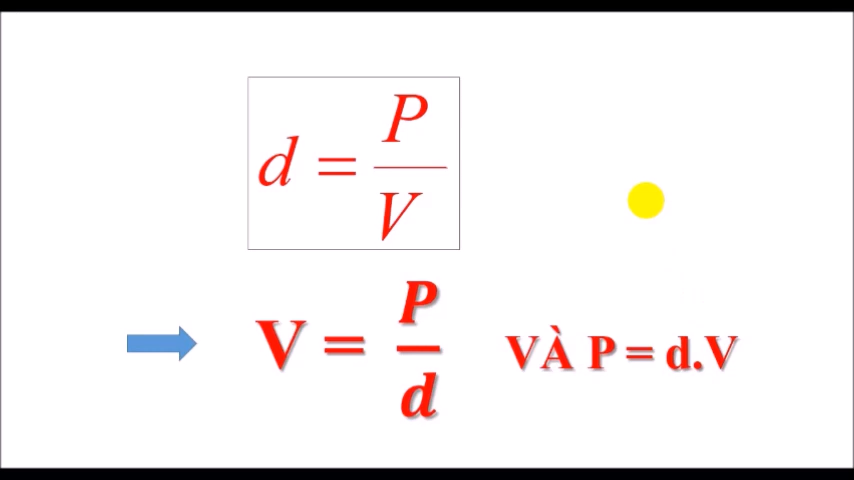 d = P/V
V = P/d VÀ P = d.V